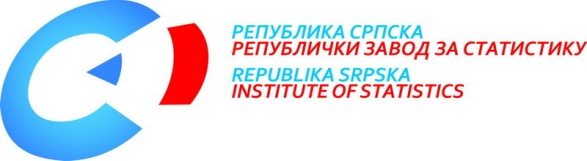 РЕПУБЛИКА СРПСКА
РЕПУБЛИЧКИ ЗАВОД ЗА СТАТИСТИКУ
REPUBLIKA SRPSKA
INSTITUTE OF STATISTICS